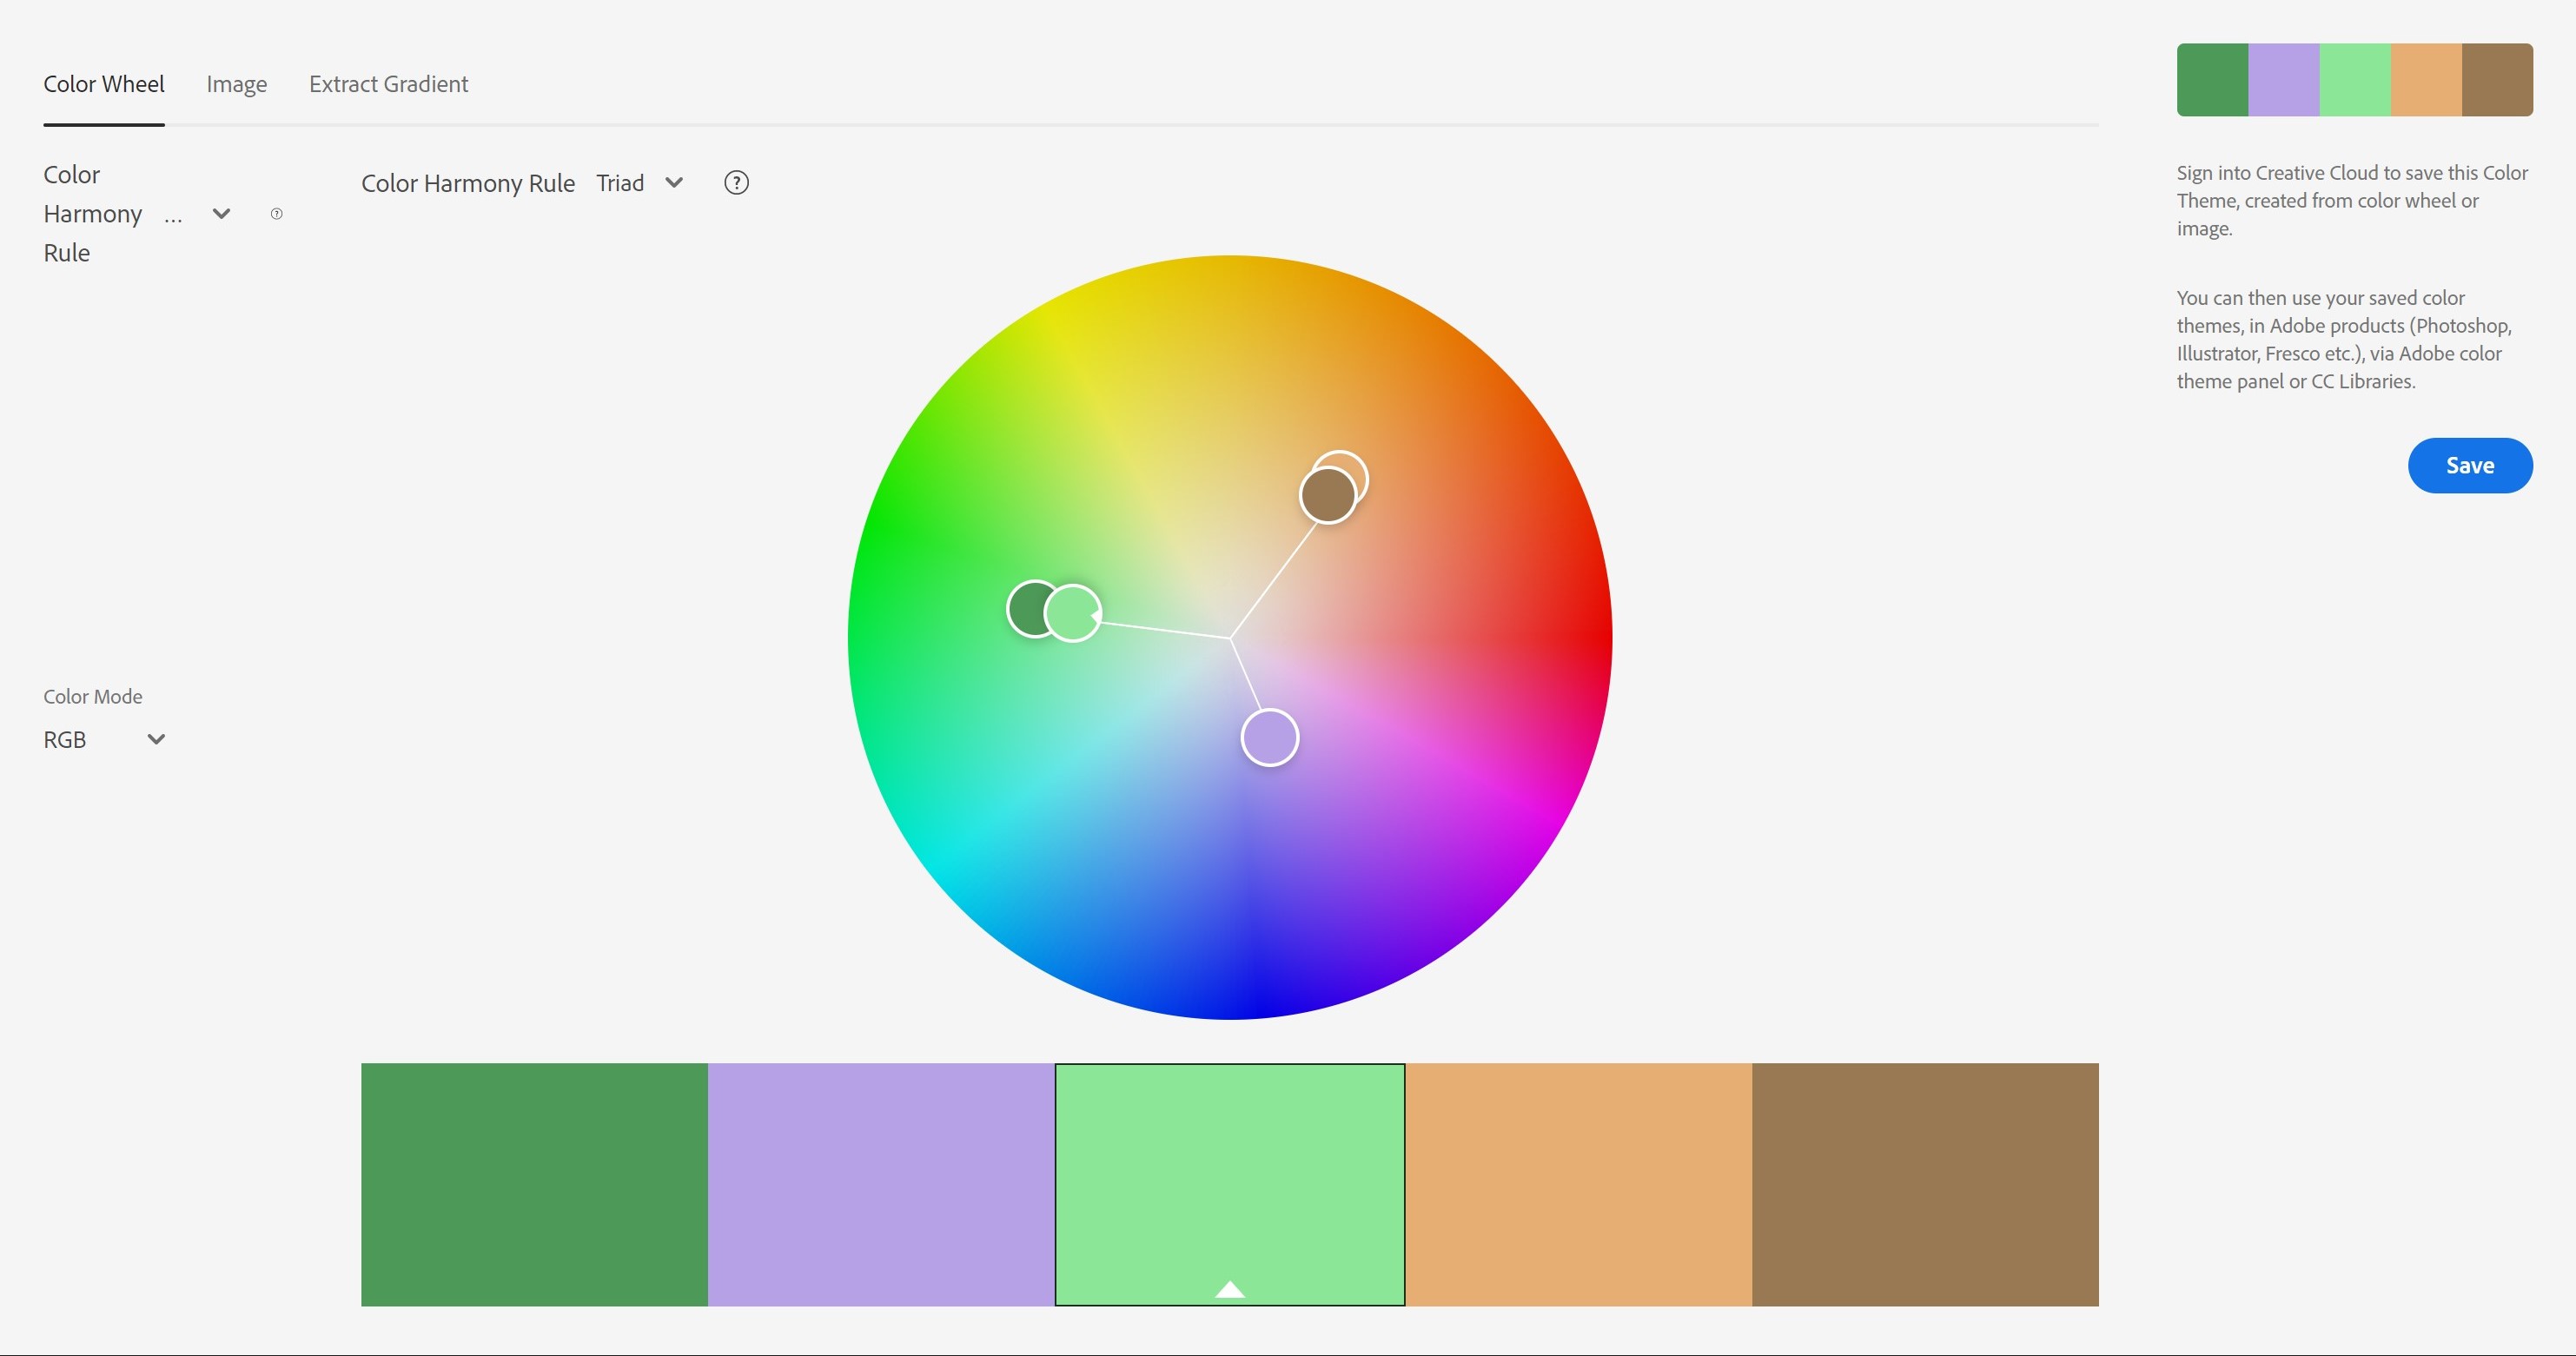 Color Wheel Image Extract Gradient
Color
Harmony ...
Rule
Color Harmony Rule Triad
Color Mode
RGB
Sign into Creative Cloud to save this Color
Theme, created from color wheel or
image.
You can then use your saved color
themes, in Adobe products (Photoshop,
Illustrator, Fresco etc.), via Adobe color
theme panel or CC Libraries.
Save